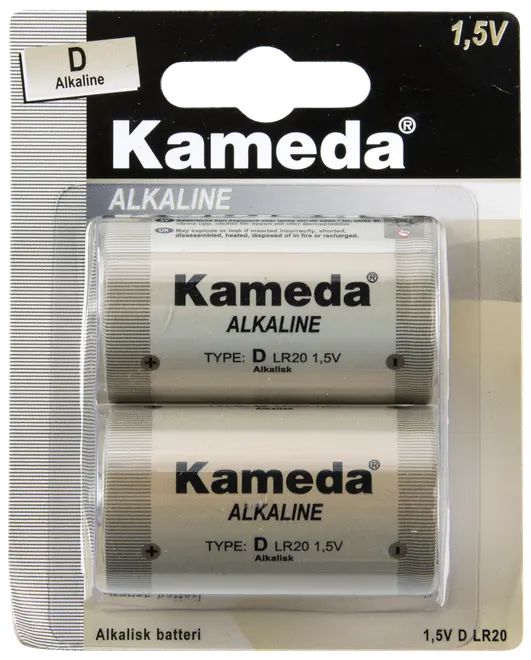 1,5V
D
Alkaline
Kameda®
ALKALINE
UK May explode or leak if inserted incorrectly, shorted,
disassembled, heated, disposed of in fire or recharged.
Kameda®
ALKALINE
+ TYPE: D LR20 1,5V -
Alkalisk
Kameda®
ALKALINE
+ TYPE: D LR20 1,5V -
Alkalisk
Alkalisk batteri 1,5V D LR20